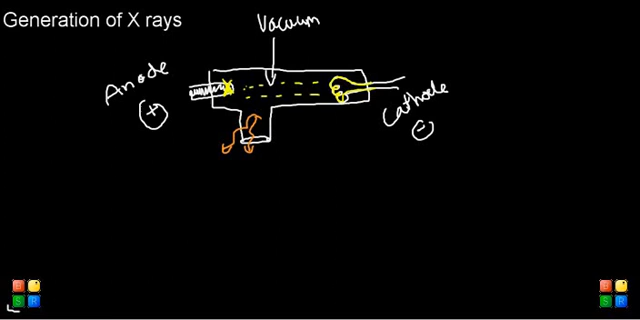 Generation of X rays
Vacuum
Anode
+
Cathode
-
B
S R
B
S R